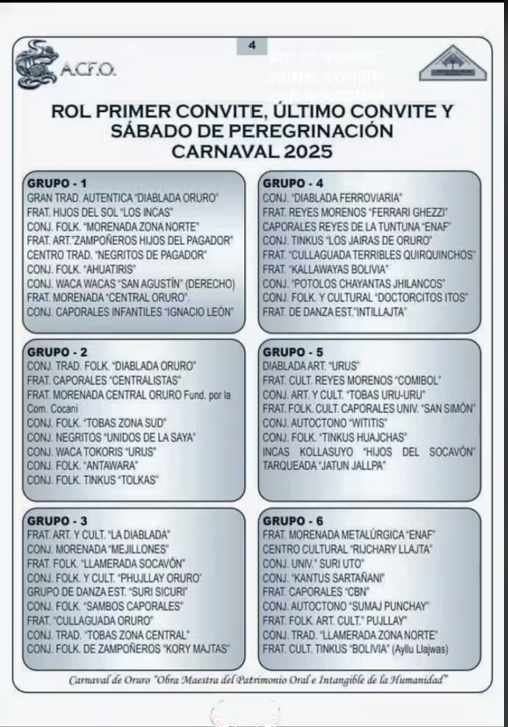 4
A.C.F.O.
ROL PRIMER CONVITE, ÚLTIMO CONVITE Y
SÁBADO DE PEREGRINACIÓN
CARNAVAL 2025
GRUPO - 1
GRAN TRAD. AUTENTICA "DIABLADA ORURO"
FRAT. HIJOS DEL SOL "LOS INCAS"
CONJ. FOLK. "MORENADA ZONA NORTE"
FRAT. ART."ZAMPOÑEROS HIJOS DEL PAGADOR"
CENTRO TRAD. "NEGRITOS DE PAGADOR"
CONJ. FOLK. "AHUATIRIS"
CONJ. WACA WACAS "SAN AGUSTÍN" (DERECHO)
FRAT. MORENADA "CENTRAL ORURO".
CONJ. CAPORALES INFANTILES "IGNACIO LEÓN"
GRUPO - 2
CONJ. TRAD. FOLK. "DIABLADA ORURO"
FRAT. CAPORALES "CENTRALISTAS"
FRAT. MORENADA CENTRAL ORURO Fund. por la
Com. Cocani
CONJ. FOLK. "TOBAS ZONA SUD"
CONJ. NEGRITOS "UNIDOS DE LA SAYA"
CONJ. WACA TOKORIS "URUS"
CONJ. FOLK. "ANTAWARA"
CONJ. FOLK. TINKUS "TOLKAS"
GRUPO - 3
FRAT. ART. Y CULT. "LA DIABLADA"
CONJ. MORENADA "MEJILLONES"
FRAT. FOLK. "LLAMERADA SOCAVÓN"
CONJ. FOLK. Y CULT. "PHUJLLAY ORURO"
GRUPO DE DANZA EST. "SURI SICURI"
CONJ. FOLK. "SAMBOS CAPORALES"
FRAT. "CULLAGUADA ORURO"
CONJ. TRAD. "TOBAS ZONA CENTRAL"
CONJ. FOLK. DE ZAMPOÑEROS "KORY MAJTAS"
GRUPO - 4
CONJ. "DIABLADA FERROVIARIA"
FRAT. REYES MORENOS "FERRARI GHEZZI"
CAPORALES REYES DE LA TUNTUNA "ENAF"
CONJ. TINKUS "LOS JAIRAS DE ORURO"
FRAT. "CULLAGUADA TERRIBLES QUIRQUINCHOS"
FRAT. "KALLAWAYAS BOLIVIA"
CONJ. "POTOLOS CHAYANTAS JHILANCOS"
CONJ. FOLK. Y CULTURAL "DOCTORCITOS ITOS"
FRAT. DE DANZA EST."INTILLAJTA"
GRUPO - 5
DIABLADA ART. "URUS"
FRAT. CULT. REYES MORENOS "COMIBOL"
CONJ. ART. Y CULT. "TOBAS URU-URU"
FRAT. FOLK. CULT. CAPORALES UNIV. "SAN SIMÓN"
CONJ. AUTOCTONO "WITITIS"
CONJ. FOLK. "TINKUS HUAJCHAS"
INCAS KOLLASUYO "HIJOS DEL SOCAVÓN"
TARQUEADA "JATUN JALLPA"
GRUPO - 6
FRAT. MORENADA METALÚRGICA "ENAF"
CENTRO CULTURAL "RIJCHARY LLAJTA"
CONJ. UNIV." SURI UTO"
CONJ. "KANTUS SARTAÑANI"
FRAT. CAPORALES "CBN"
CONJ. AUTOCTONO "SUMAJ PUNCHAY"
FRAT. FOLK. ART. CULT." PUJLLAY"
CONJ. TRAD. "LLAMERADA ZONA NORTE"
FRAT. CULT. TINKUS "BOLIVIA" (Ayllu Llajwas)
Carnaval de Oruro "Obra Maestra del Patrimonio Oral e Intangible de la Humanidad"